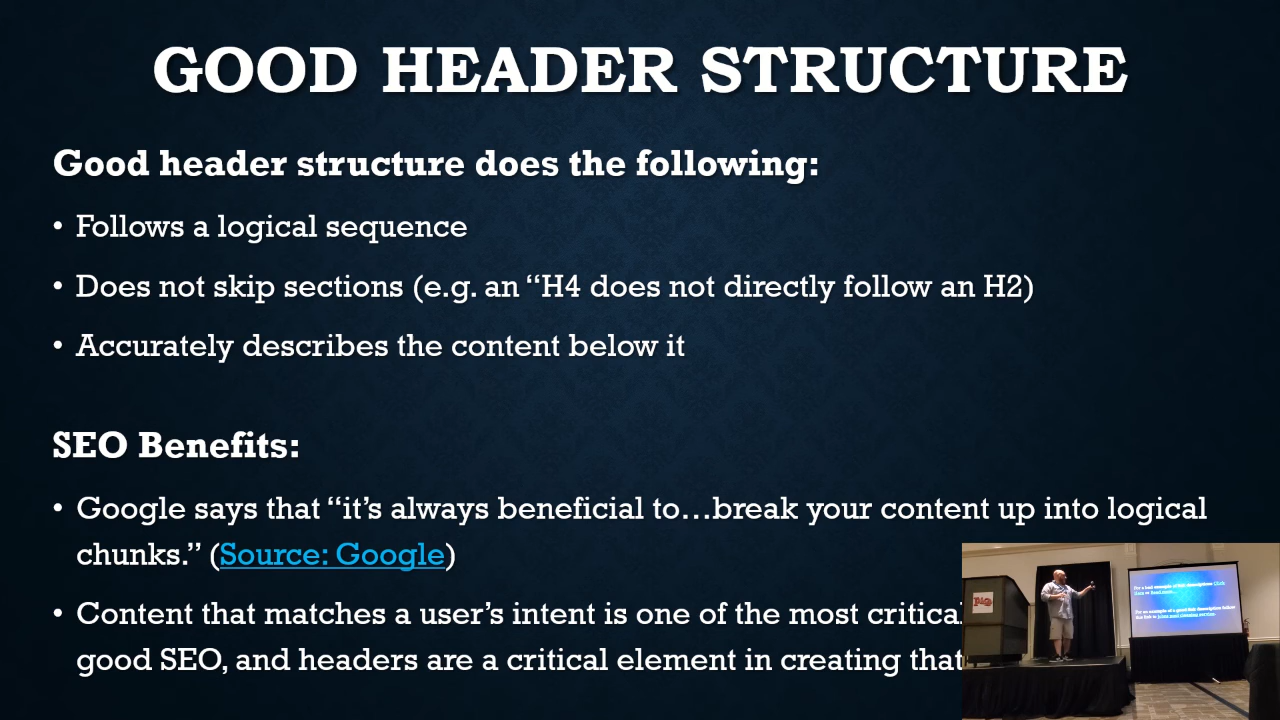 GOOD HEADER STRUCTURE
Good header structure does the following:
• Follows a logical sequence
• Does not skip sections (e.g. an “H4 does not directly follow an H2)
• Accurately describes the content below it
SEO Benefits:
• Google says that “it’s always beneficial to…break your content up into logical
chunks.” (Source: Google)
• Content that matches a user’s intent is one of the most critical
good SEO, and headers are a critical element in creating that